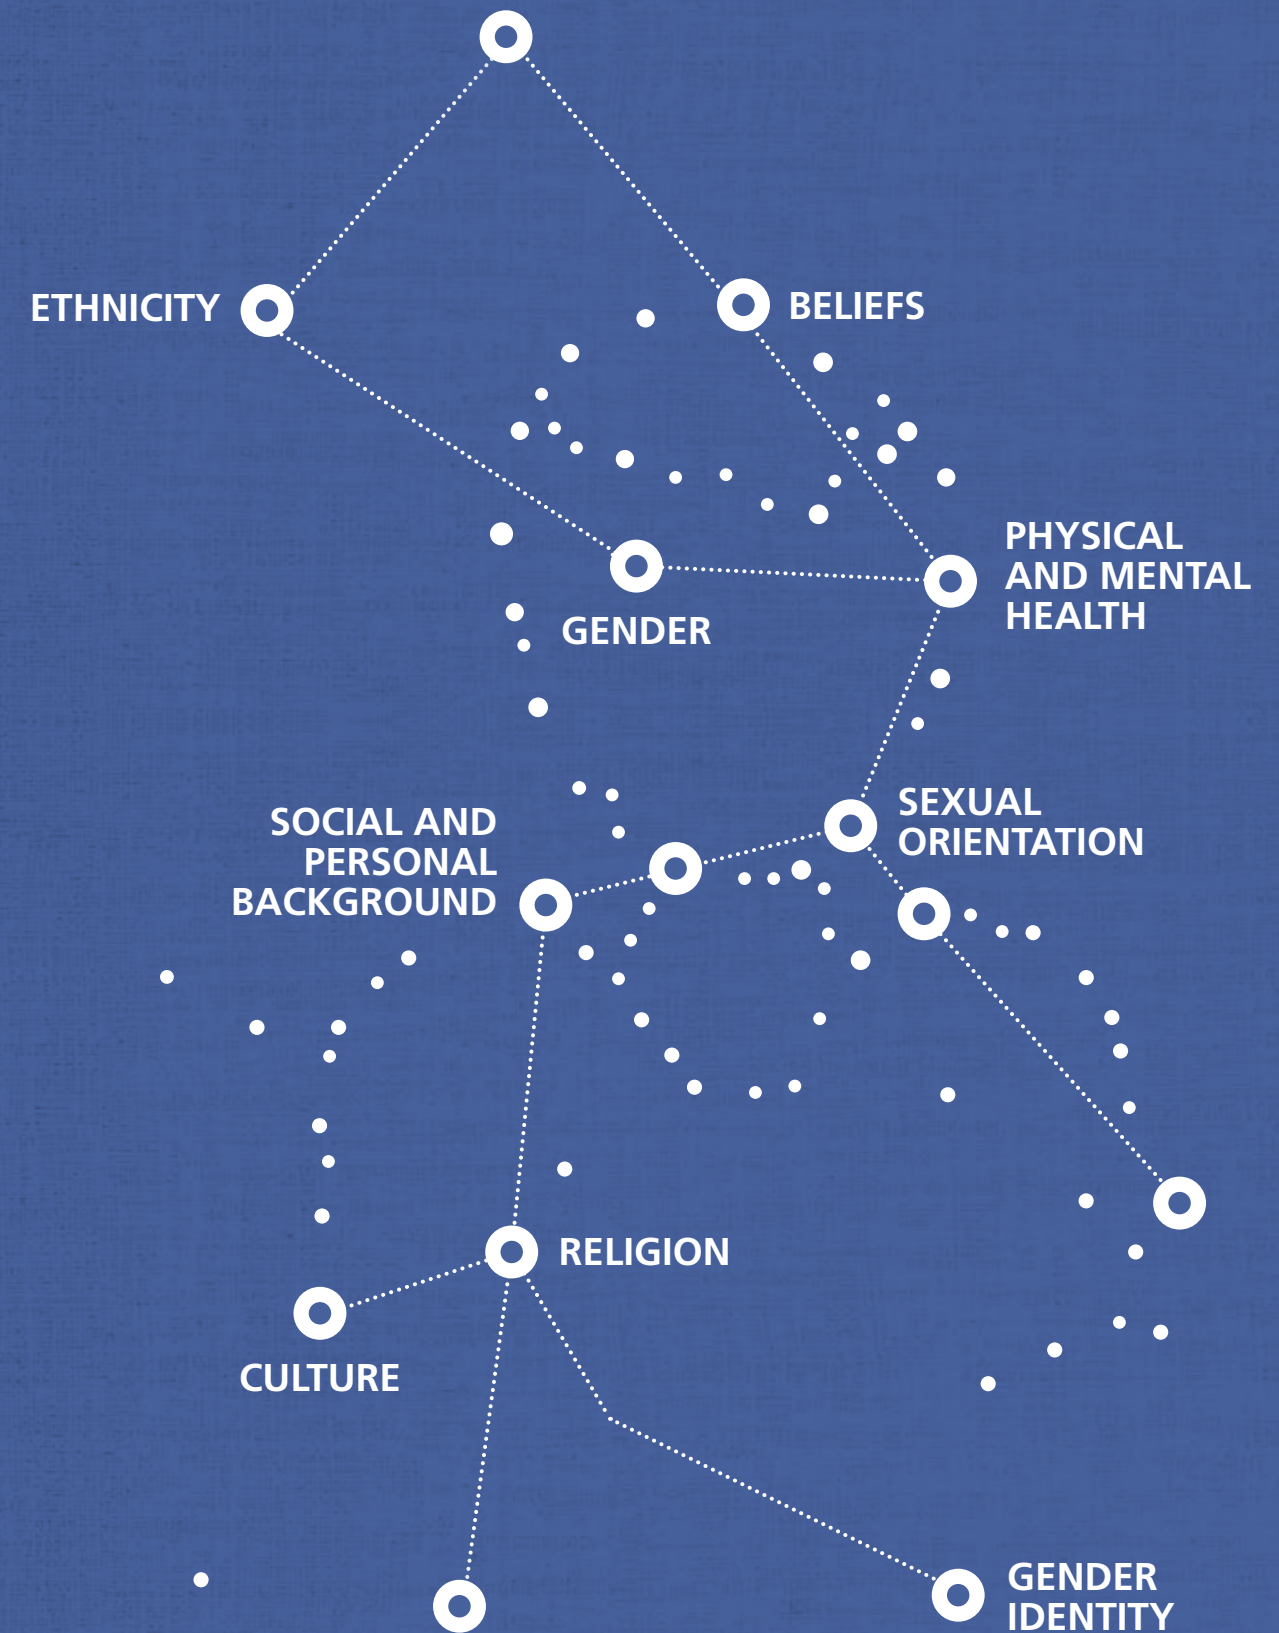 ETHNICITY
BELIEFS
PHYSICAL
AND MENTAL
HEALTH
GENDER
SEXUAL
ORIENTATION
SOCIAL AND
PERSONAL
BACKGROUND
RELIGION
CULTURE
GENDER
IDENTITY